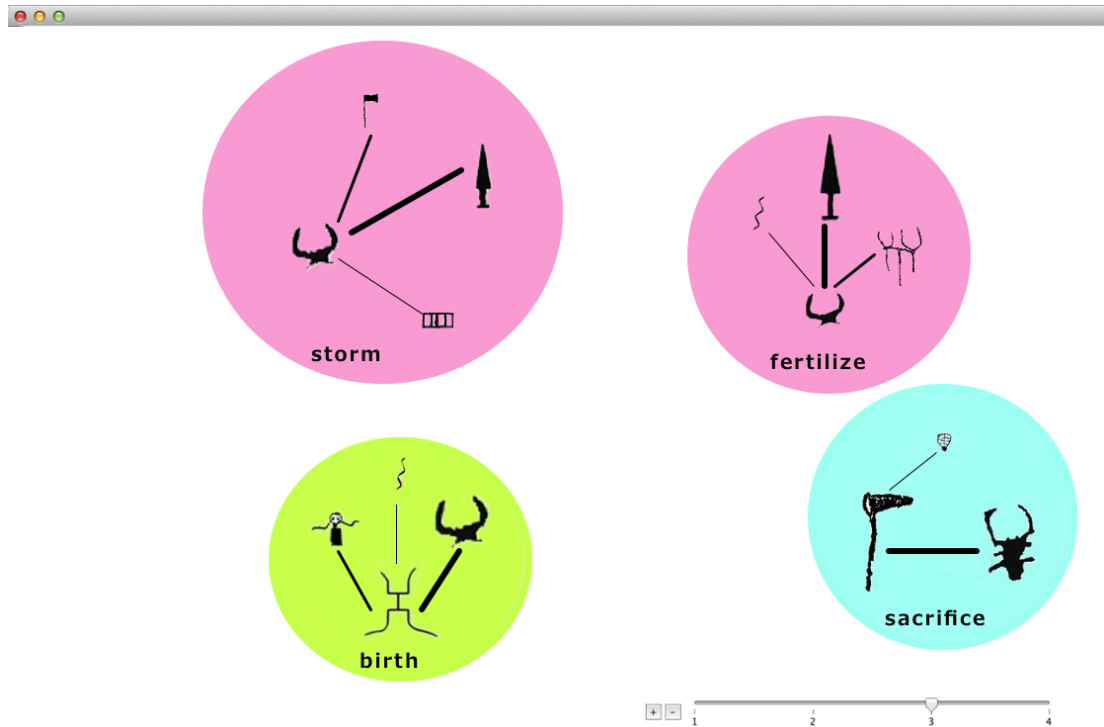 storm
fertilize
birth
sacrifice
+ −
1 2 3 4